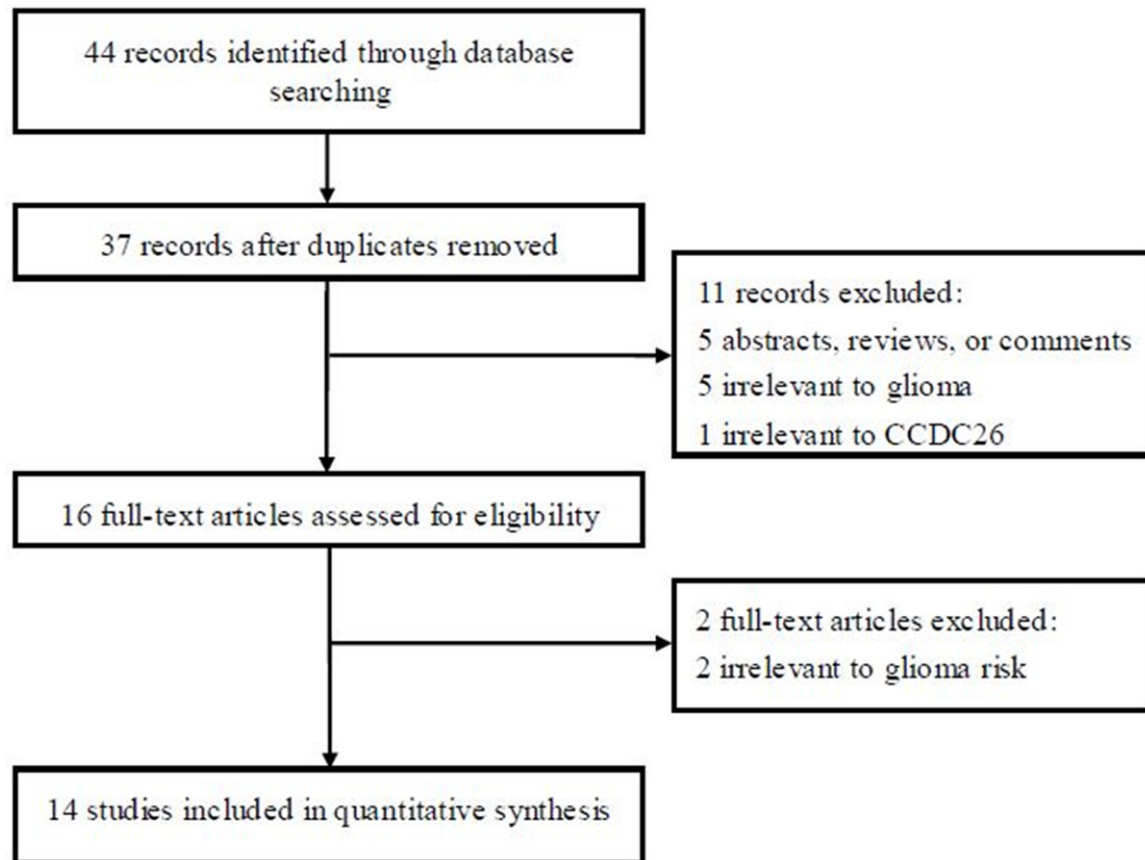 44 records identified through database
searching
37 records after duplicates removed
11 records excluded:
5 abstracts, reviews, or comments
5 irrelevant to glioma
1 irrelevant to CCDC26
16 full-text articles assessed for eligibility
2 full-text articles excluded:
2 irrelevant to glioma risk
14 studies included in quantitative synthesis